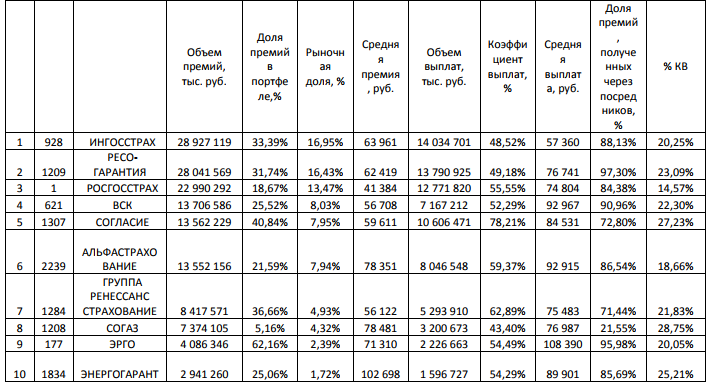 Объем премий, тыс. руб. | Доля премий в портфеле,% | Рыночная доля, % | Средняя премия, руб. | Объем выплат, тыс. руб. | Коэффициент выплат, % | Средняя выплата, руб. | Доля премий, полученных через посредников, % | % КВ
1 928 ИНГОССТРАХ 28 927 119 33,39% 16,95% 63 961 14 034 701 48,52% 57 360 88,13% 20,25%
2 1209 РЕСО-ГАРАНТИЯ 28 041 569 31,74% 16,43% 62 419 13 790 925 49,18% 76 741 97,30% 23,09%
3 1 РОСГОССТРАХ 22 990 292 18,67% 13,47% 41 384 12 771 820 55,55% 74 804 84,38% 14,57%
4 621 ВСК 13 706 586 25,52% 8,03% 56 708 7 167 212 52,29% 92 967 90,96% 22,30%
5 1307 СОГЛАСИЕ 13 562 229 40,84% 7,95% 59 611 10 606 471 78,21% 84 531 72,80% 27,23%
6 2239 АЛЬФАСТРАХОВАНИЕ 13 552 156 21,59% 7,94% 78 351 8 046 548 59,37% 92 915 86,54% 18,66%
7 1284 ГРУППА РЕНЕССАНС СТРАХОВАНИЕ 8 417 571 36,66% 4,93% 56 122 5 293 910 62,89% 75 483 71,44% 21,83%
8 1208 СОГАЗ 7 374 105 5,16% 4,32% 78 481 3 200 673 43,40% 76 987 21,55% 28,75%
9 177 ЭРГО 4 086 346 62,16% 2,39% 71 310 2 226 663 54,49% 108 390 95,98% 20,05%
10 1834 ЭНЕРГОГАРАНТ 2 941 260 25,06% 1,72% 102 698 1 596 727 54,29% 89 901 85,69% 25,21%